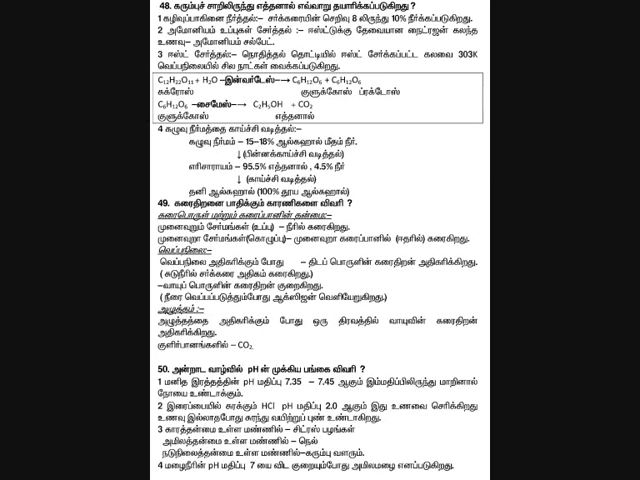 48. கரும்புச் சாறிலிருந்து எத்தனால் எவ்வாறு தயாரிக்கப்படுகிறது ?
1 கழிவுப்பாகினை நீர்த்தல்:– சர்க்கரையின் செறிவு 8 லிருந்து 10% நீர்க்கப்படுகிறது.
2 அமோனியம் உப்புகள் சேர்த்தல் :– ஈஸ்ட்டுக்கு தேவையான நைட்ரஜன் கலந்த
உணவு– அமோனியம் சல்பேட்.
3 ஈஸ்ட் சேர்த்தல்:– நொதித்தல் தொட்டியில் ஈஸ்ட் சேர்க்கப்பட்ட கலவை 303K
வெப்பநிலையில் சில நாட்கள் வைக்கப்படுகிறது.
C₁₂H₂₂O₁₁ + H₂O –இன்வர்டேஸ்–→ C₆H₁₂O₆ + C₆H₁₂O₆
சுக்ரோஸ் குளுக்கோஸ் ப்ரக்டோஸ்
C₆H₁₂O₆ –சைமேஸ்–→ C₂H₅OH + CO₂
குளுக்கோஸ் எத்தனால்
4 கழுவு நீர்மத்தை காய்ச்சி வடித்தல்:–
கழுவு நீர்மம் – 15–18% ஆல்கஹால் மீதம் நீர்.
↓ (பின்னக்காய்ச்சி வடித்தல்)
எரிசாராயம் – 95.5% எத்தனால் , 4.5% நீர்
↓ (காய்ச்சி வடித்தல்)
தனி ஆல்கஹால் (100% தூய ஆல்கஹால்)
49. கரைதிறனை பாதிக்கும் காரணிகளை விவரி ?
கரைபொருள் மற்றும் கரைப்பானின் தன்மை:–
முனைவுறும் சேர்மங்கள் (உப்பு) – நீரில் கரைகிறது.
முனைவுறா சேர்மங்கள்(கொழுப்பு)– முனைவுறா கரைப்பானில் (ஈதரில்) கரைகிறது.
வெப்பநிலை:–
வெப்பநிலை அதிகரிக்கும் போது – திடப் பொருளின் கரைதிறன் அதிகரிக்கிறது.
( சுடுநீரில் சர்க்கரை அதிகம் கரைகிறது.)
–வாயுப் பொருளின் கரைதிறன் குறைகிறது.
( நீரை வெப்பப்படுத்தும்போது ஆக்ஸிஜன் வெளியேறுகிறது.)
அழுத்தம் :–
அழுத்தத்தை அதிகரிக்கும் போது ஒரு திரவத்தில் வாயுவின் கரைதிறன்
அதிகரிக்கிறது.
குளிர்பானங்களில் – CO₂.
50. அன்றாட வாழ்வில் pH ன் முக்கிய பங்கை விவரி ?
1 மனித இரத்தத்தின் pH மதிப்பு 7.35 – 7.45 ஆகும் இம்மதிப்பிலிருந்து மாறினால்
நோயை உண்டாக்கும்.
2 இரைப்பையில் சுரக்கும் HCl pH மதிப்பு 2.0 ஆகும் இது உணவை செரிக்கிறது
உணவு இல்லாதபோது சுரந்து வயிற்றுப் புண் உண்டாகிறது.
3 காரத்தன்மை உள்ள மண்ணில் – சிட்ரஸ் பழங்கள்
அமிலத்தன்மை உள்ள மண்ணில் – நெல்
நடுநிலைத்தன்மை உள்ள மண்ணில்–கரும்பு வளரும்.
4 மழைநீரின் pH மதிப்பு 7 யை விட குறையும்போது அமிலமழை எனப்படுகிறது.